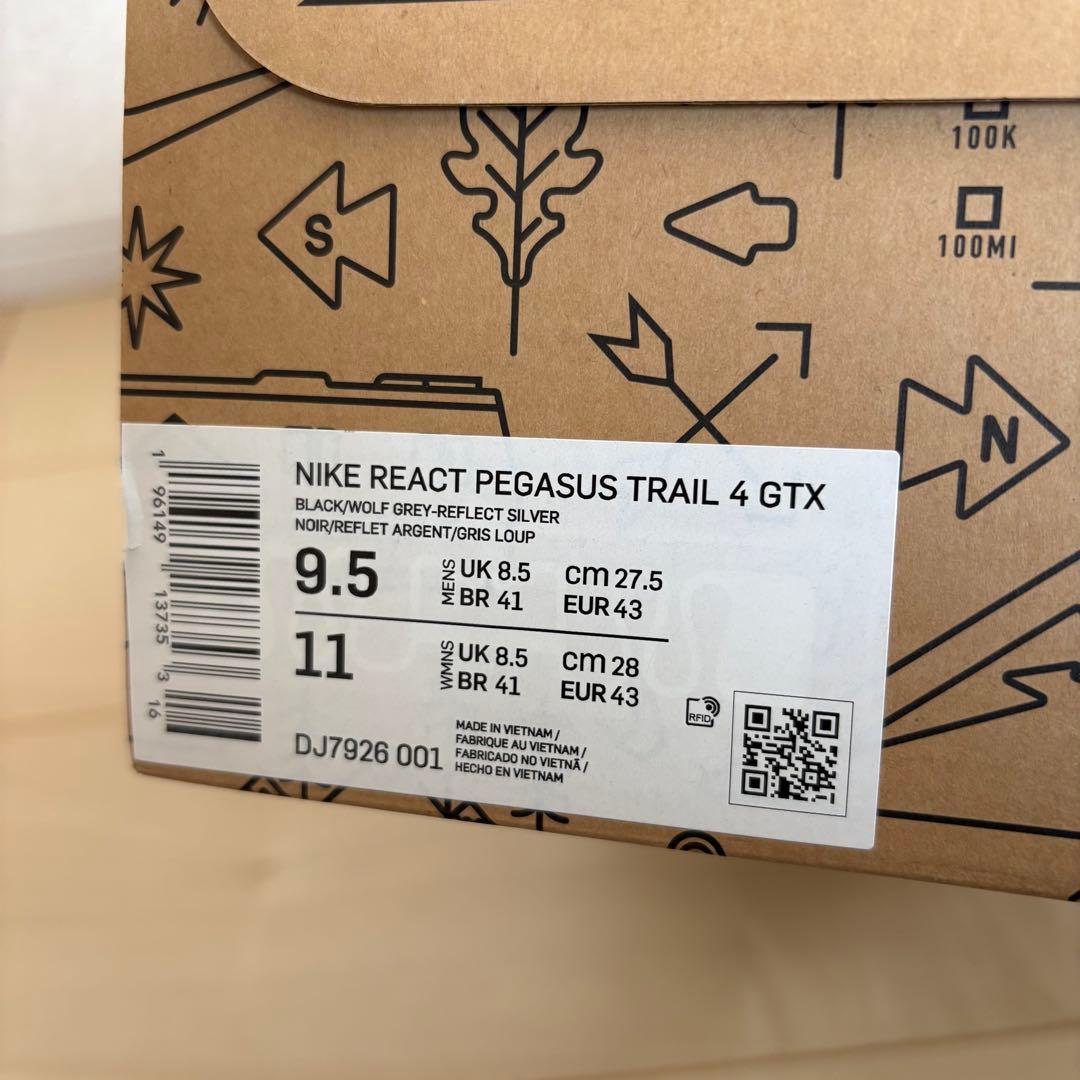 100K
S
100MI
N
NIKE REACT PEGASUS TRAIL 4 GTX
BLACK/WOLF GREY-REFLECT SILVER
NOIR/REFLET ARGENT/GRIS LOUP
9.5 MENS UK 8.5 cm 27.5
BR 41 EUR 43
11 WMNS UK 8.5 cm 28
BR 41 EUR 43
RFID
DJ7926 001
MADE IN VIETNAM /
FABRIQUE AU VIETNAM /
FABRICADO NO VIETNÃ /
HECHO EN VIETNAM
1 96149 13735 3 16